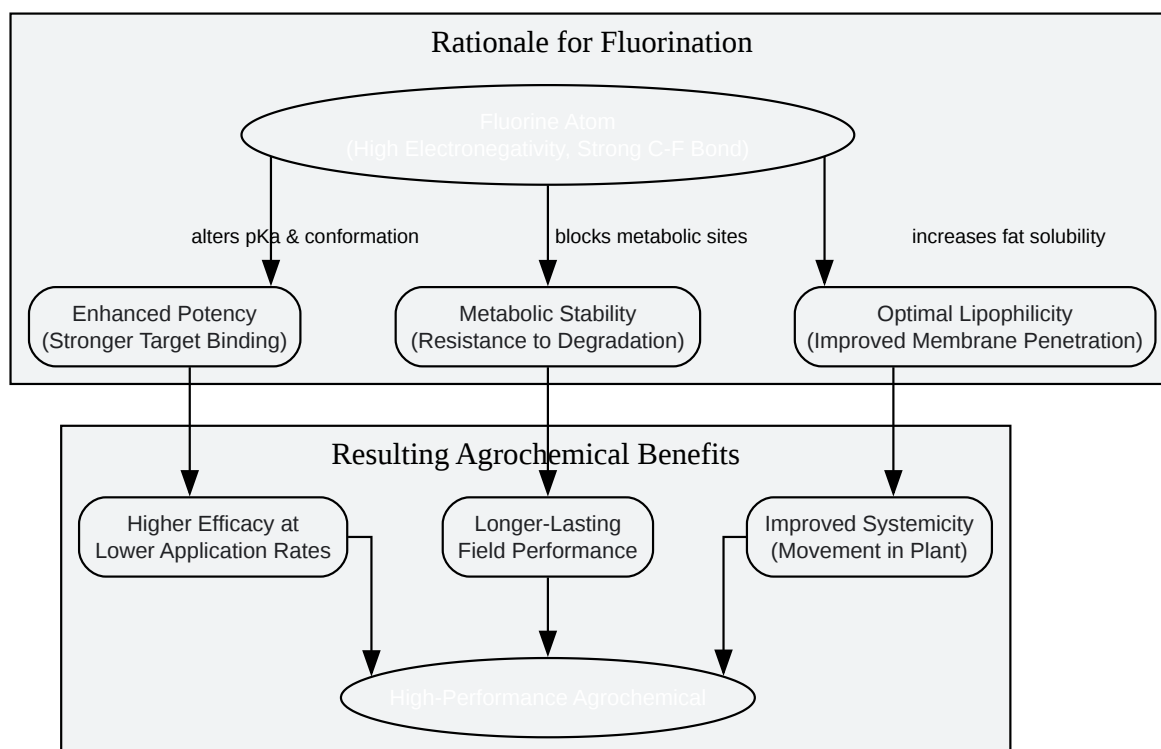 Rationale for Fluorination
Fluorine Atom
(High Electronegativity, Strong C-F Bond)
alters pKa & conformation
blocks metabolic sites
increases fat solubility
Enhanced Potency
(Stronger Target Binding)
Metabolic Stability
(Resistance to Degradation)
Optimal Lipophilicity
(Improved Membrane Penetration)
Resulting Agrochemical Benefits
Higher Efficacy at
Lower Application Rates
Longer-Lasting
Field Performance
Improved Systemicity
(Movement in Plant)
High-Performance Agrochemical